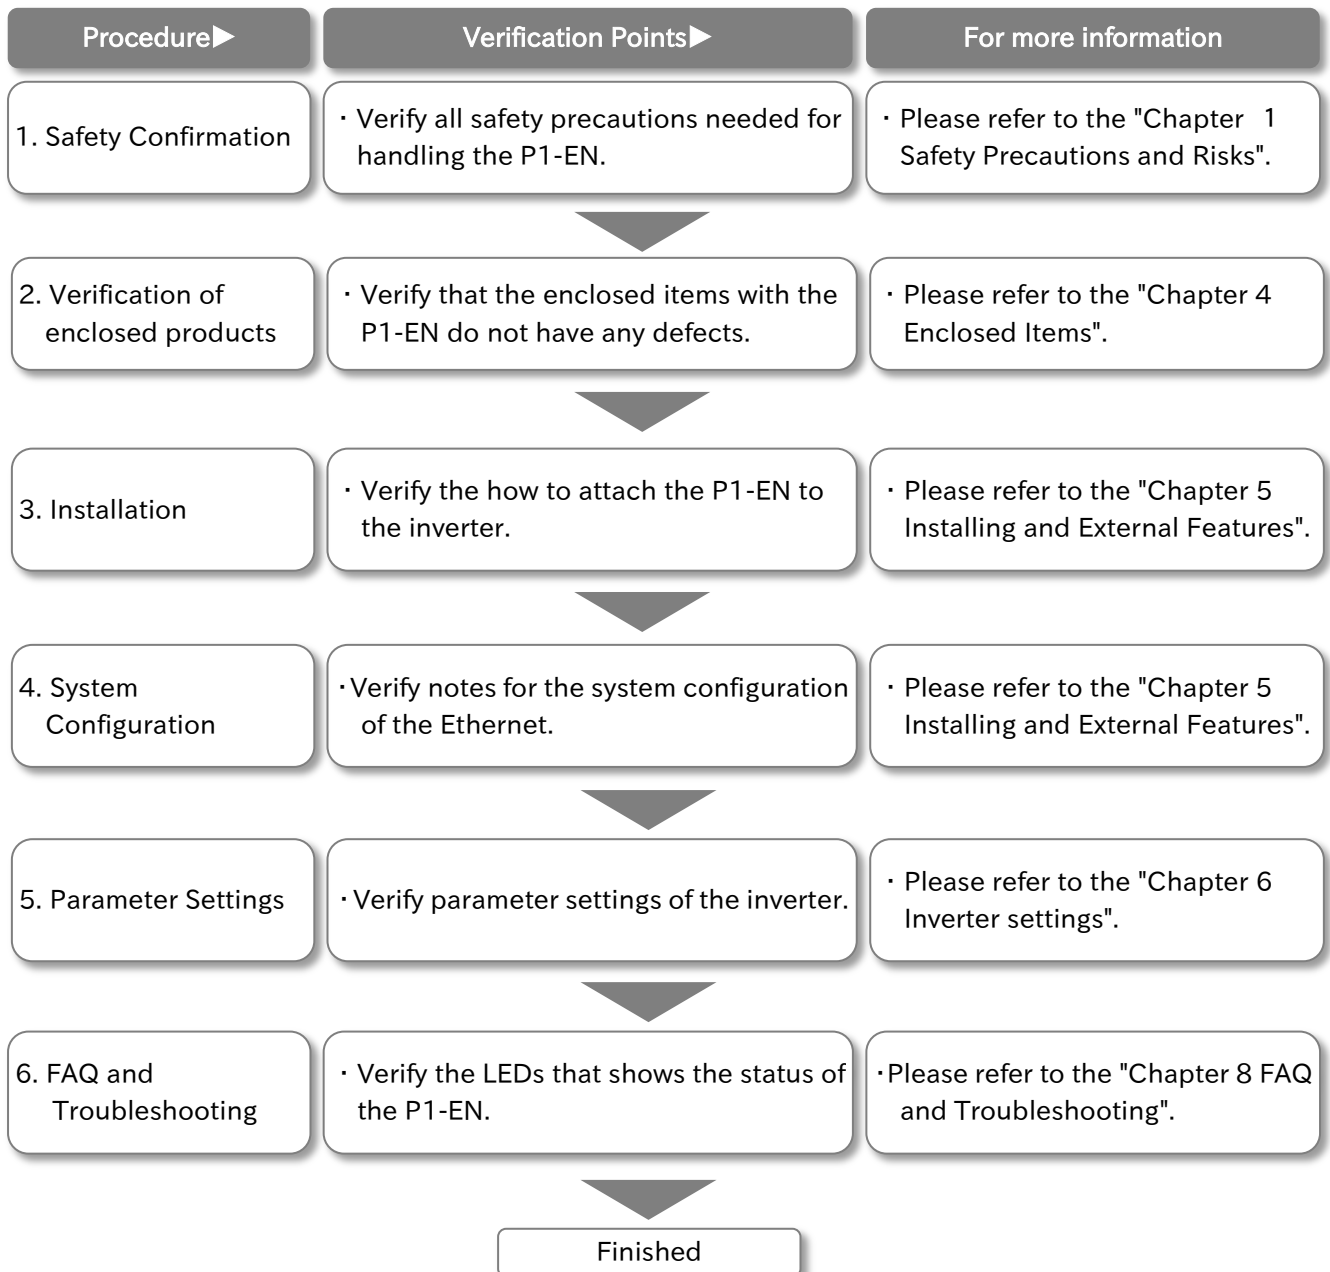 Procedure▶
Verification Points▶
For more information
1. Safety Confirmation
· Verify all safety precautions needed for
handling the P1-EN.
· Please refer to the "Chapter 1
Safety Precautions and Risks".
2. Verification of
enclosed products
· Verify that the enclosed items with the
P1-EN do not have any defects.
· Please refer to the "Chapter 4
Enclosed Items".
3. Installation
· Verify the how to attach the P1-EN to
the inverter.
· Please refer to the "Chapter 5
Installing and External Features".
4. System
Configuration
· Verify notes for the system configuration
of the Ethernet.
· Please refer to the "Chapter 5
Installing and External Features".
5. Parameter Settings
· Verify parameter settings of the inverter.
· Please refer to the "Chapter 6
Inverter settings".
6. FAQ and
Troubleshooting
· Verify the LEDs that shows the status of
the P1-EN.
· Please refer to the "Chapter 8 FAQ
and Troubleshooting".
Finished